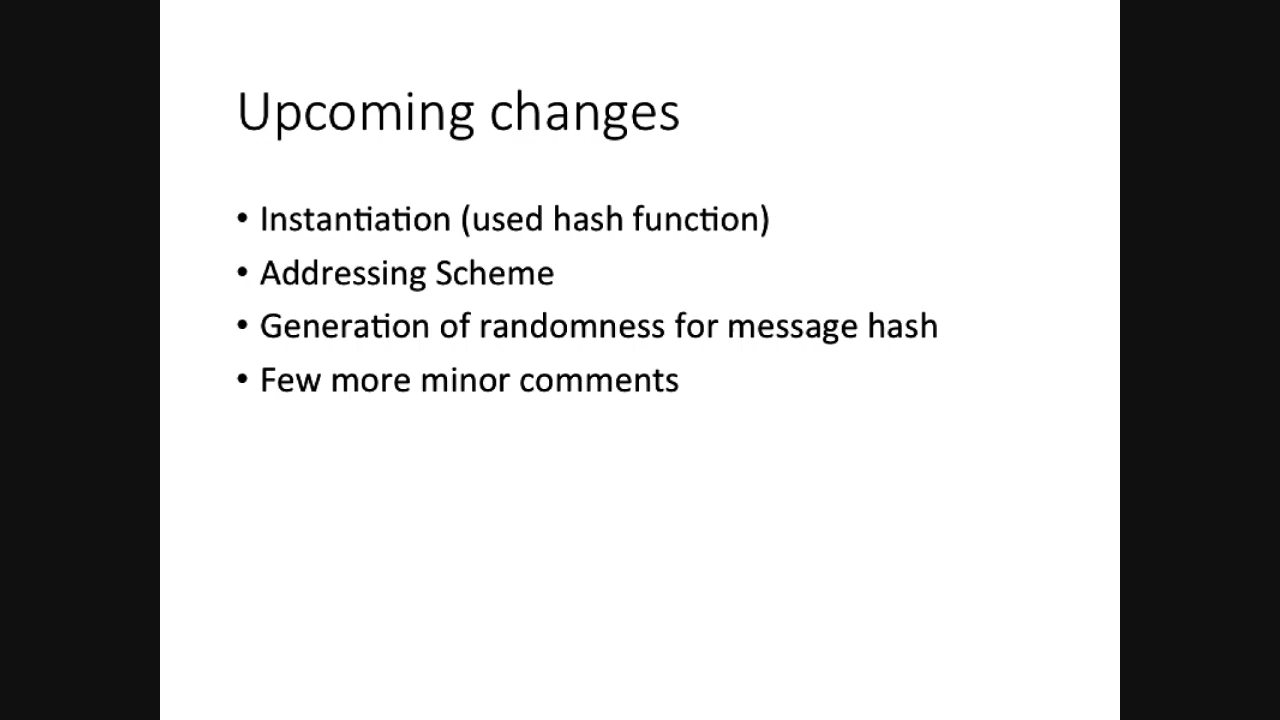 Upcoming changes
• Instantiation (used hash function)
• Addressing Scheme
• Generation of randomness for message hash
• Few more minor comments